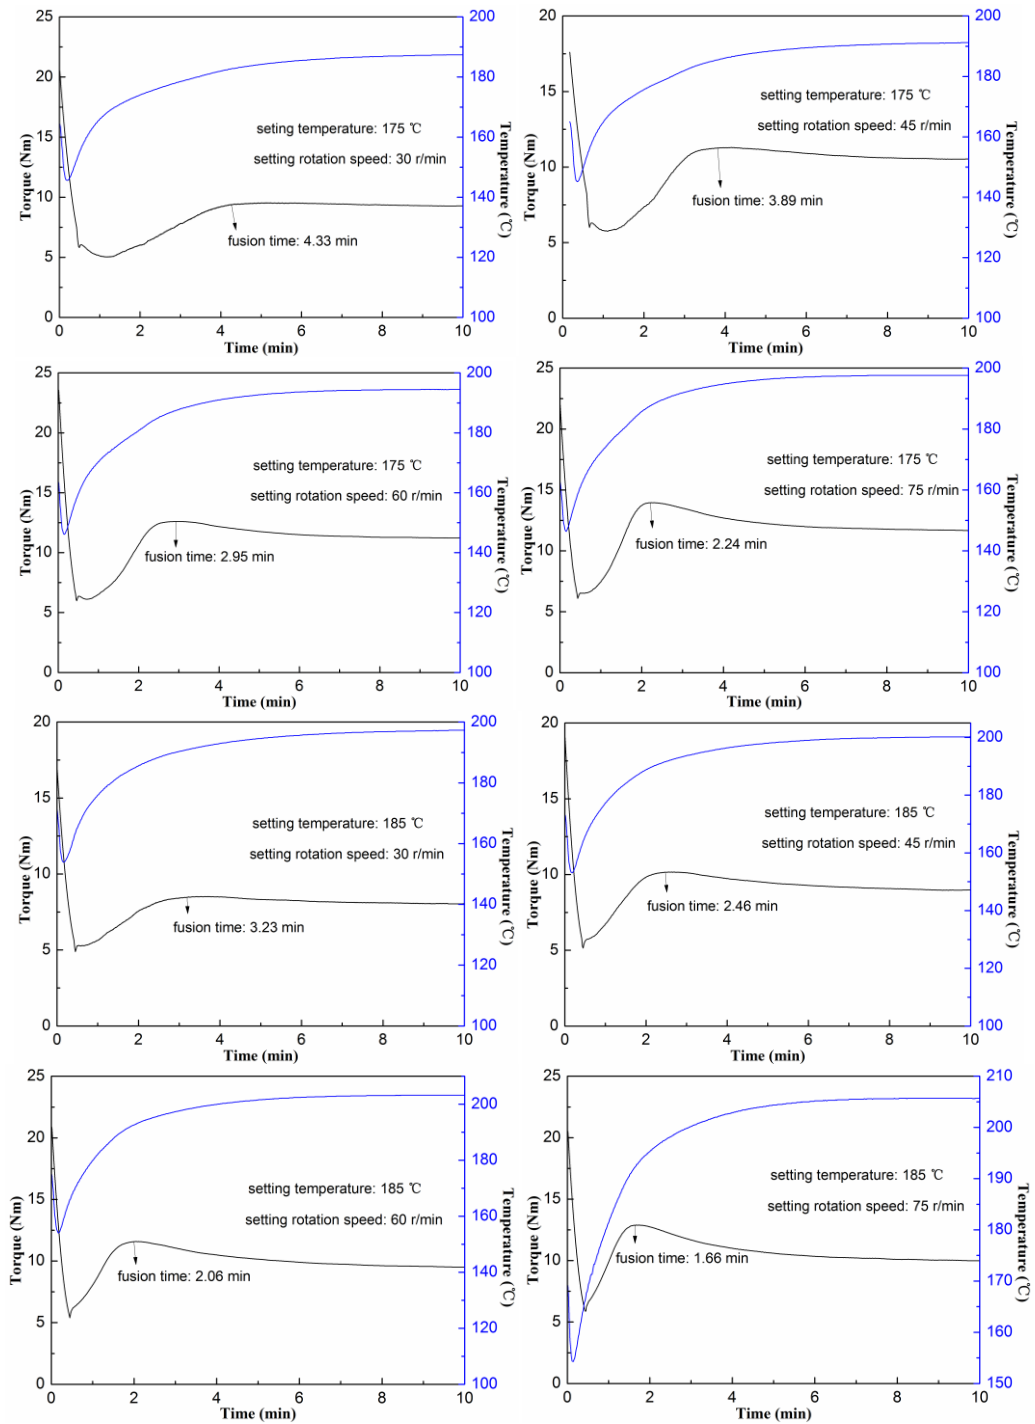 25
20
15
10
5
0
Torque (Nm)
200
180
160
140
120
100
Temperature (℃)
seting temperature: 175 ℃
setting rotation speed: 30 r/min
fusion time: 4.33 min
0 2 4 6 8 10
Time (min)
20
15
10
5
0
Torque (Nm)
200
180
160
140
120
100
Temperature (℃)
setting temperature: 175 ℃
setting rotation speed: 45 r/min
fusion time: 3.89 min
0 2 4 6 8 10
Time (min)
25
20
15
10
5
0
Torque (Nm)
200
180
160
140
120
100
Temperature (℃)
setting temperature: 175 ℃
setting rotation speed: 60 r/min
fusion time: 2.95 min
0 2 4 6 8 10
Time (min)
25
20
15
10
5
0
Torque (Nm)
200
180
160
140
120
100
Temperature (℃)
setting temperature: 175 ℃
setting rotation speed: 75 r/min
fusion time: 2.24 min
0 2 4 6 8 10
Time (min)
20
15
10
5
0
Torque (Nm)
200
180
160
140
120
100
Temperature (℃)
setting temperature: 185 ℃
setting rotation speed: 30 r/min
fusion time: 3.23 min
0 2 4 6 8 10
Time (min)
20
15
10
5
0
Torque (Nm)
200
180
160
140
120
100
Temperature (℃)
setting temperature: 185 ℃
setting rotation speed: 45 r/min
fusion time: 2.46 min
0 2 4 6 8 10
Time (min)
25
20
15
10
5
0
Torque (Nm)
200
180
160
140
120
100
Temperature (℃)
setting temperature: 185 ℃
setting rotation speed: 60 r/min
fusion time: 2.06 min
0 2 4 6 8 10
Time (min)
25
20
15
10
5
0
Torque (Nm)
210
200
190
180
170
160
150
Temperature (℃)
setting temperature: 185 ℃
setting rotation speed: 75 r/min
fusion time: 1.66 min
0 2 4 6 8 10
Time (min)